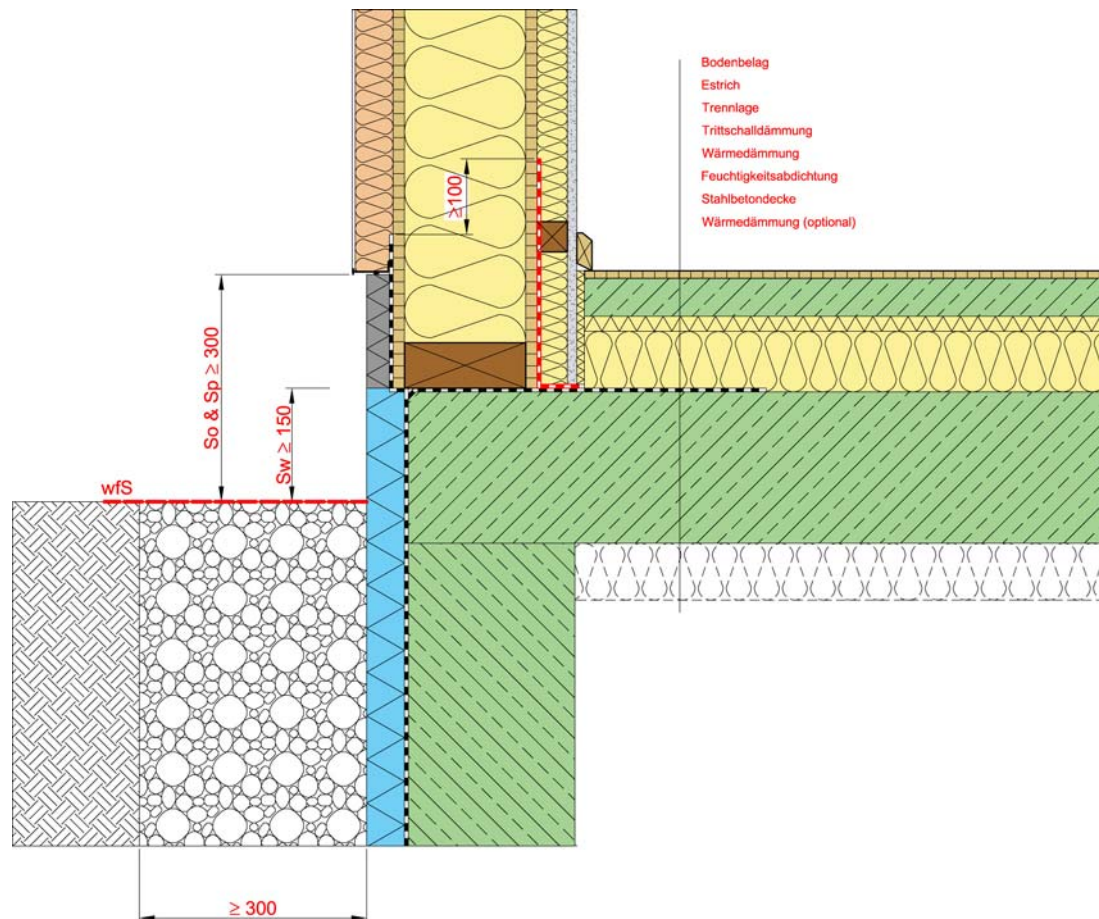 Bodenbelag
Estrich
Trennlage
Trittschalldämmung
Wärmedämmung
Feuchtigkeitsabdichtung
Stahlbetondecke
Wärmedämmung (optional)
≥100
So & Sp ≥ 300
Sw ≥ 150
wfS
≥ 300